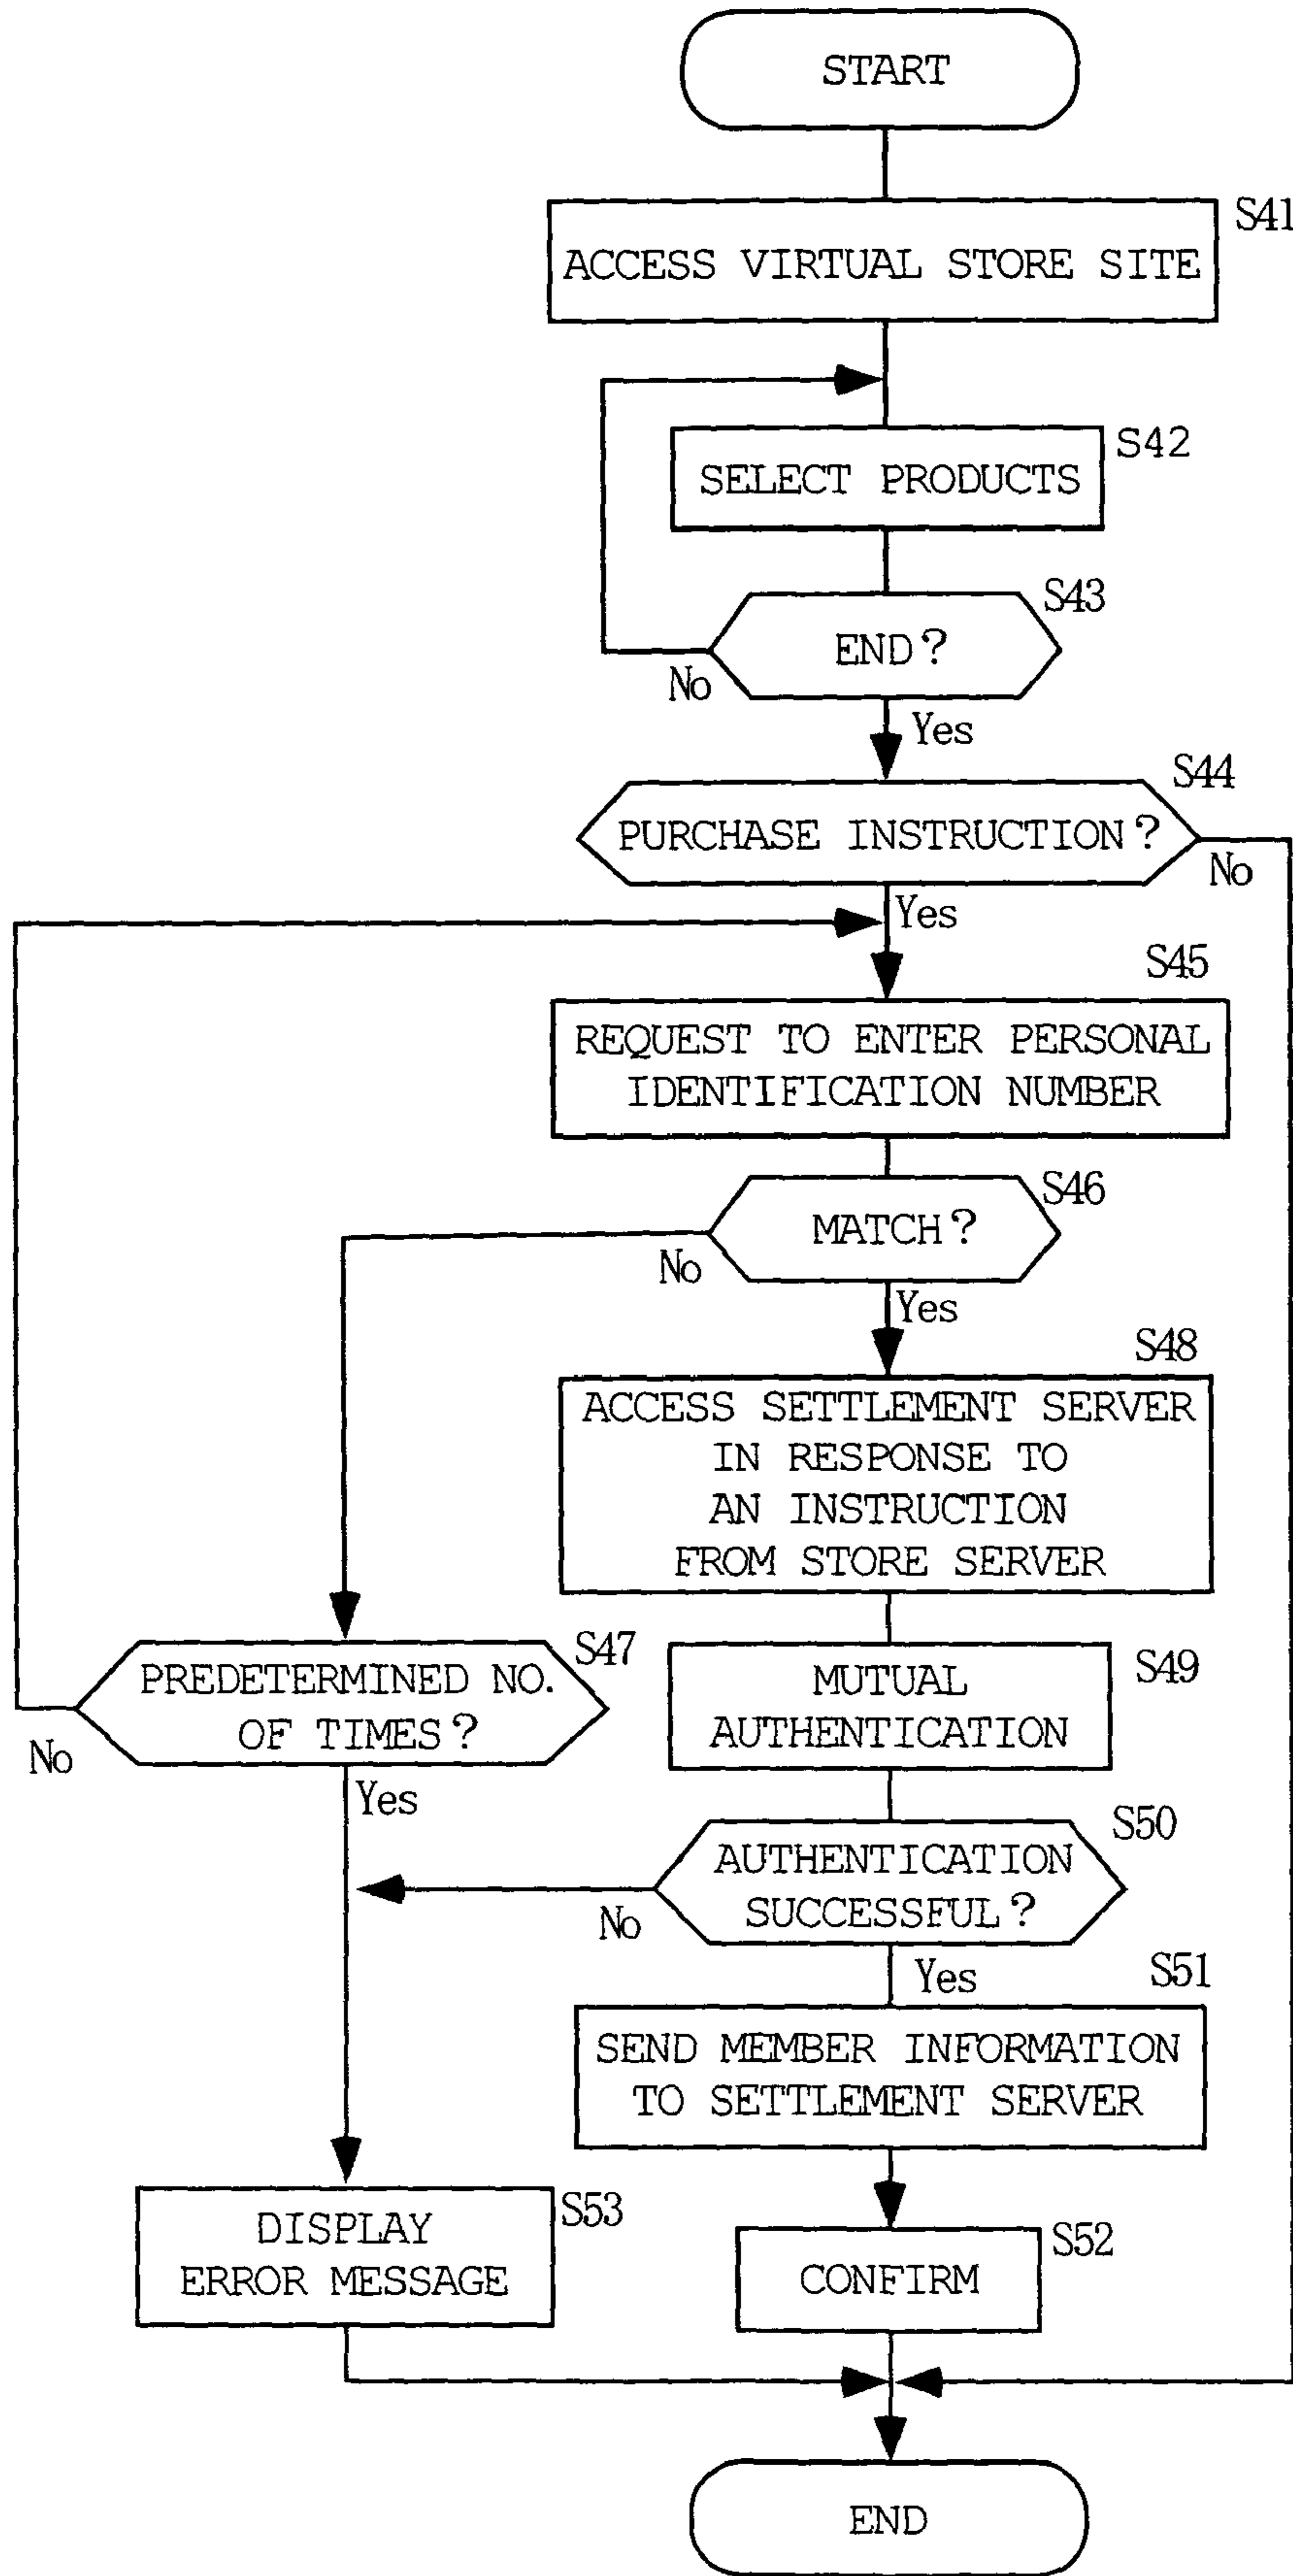 START
S41
ACCESS VIRTUAL STORE SITE
S42
SELECT PRODUCTS
S43
END?
No
Yes
S44
PURCHASE INSTRUCTION?
No
Yes
S45
REQUEST TO ENTER PERSONAL
IDENTIFICATION NUMBER
S46
MATCH?
No
Yes
S48
ACCESS SETTLEMENT SERVER
IN RESPONSE TO
AN INSTRUCTION
FROM STORE SERVER
S47
PREDETERMINED NO.
OF TIMES?
No
Yes
S49
MUTUAL
AUTHENTICATION
S50
AUTHENTICATION
SUCCESSFUL?
No
Yes
S51
SEND MEMBER INFORMATION
TO SETTLEMENT SERVER
S53
DISPLAY
ERROR MESSAGE
S52
CONFIRM
END